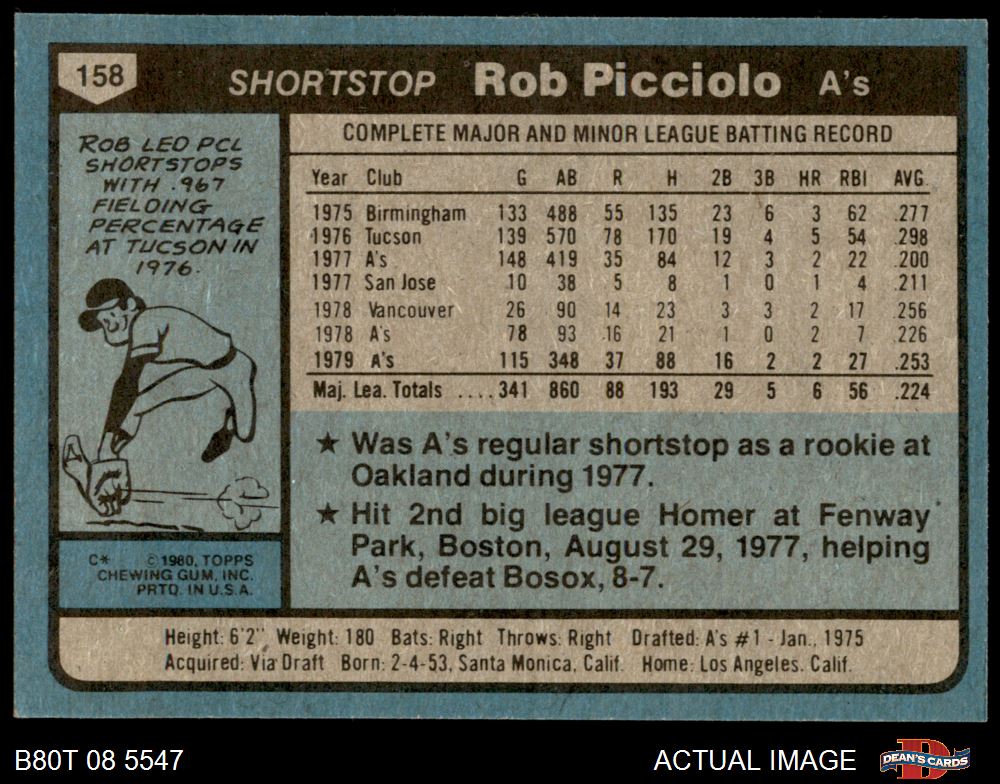 158
SHORTSTOP Rob Picciolo A's
ROB LED PCL
SHORTSTOPS
WITH .967
FIELDING
PERCENTAGE
AT TUCSON IN
1976.
C* ©1980, TOPPS
CHEWING GUM, INC.
PRTD. IN U.S.A.
COMPLETE MAJOR AND MINOR LEAGUE BATTING RECORD
Year Club G AB R H 2B 3B HR RBI AVG.
1975 Birmingham 133 488 55 135 23 6 3 62 .277
1976 Tucson 139 570 78 170 19 4 5 54 .298
1977 A's 148 419 35 84 12 3 2 22 .200
1977 San Jose 10 38 5 8 1 0 1 4 .211
1978 Vancouver 26 90 14 23 3 3 2 17 .256
1978 A's 78 93 16 21 1 0 2 7 .226
1979 A's 115 348 37 88 16 2 2 27 .253
Maj. Lea. Totals .... 341 860 88 193 29 5 6 56 .224
★ Was A's regular shortstop as a rookie at
Oakland during 1977.
★ Hit 2nd big league Homer at Fenway
Park, Boston, August 29, 1977, helping
A's defeat Bosox, 8-7.
Height: 6'2" Weight: 180 Bats: Right Throws: Right Drafted: A's #1 - Jan., 1975
Acquired: Via Draft Born: 2-4-53, Santa Monica, Calif. Home: Los Angeles, Calif.
B80T 08 5547 ACTUAL IMAGE DEAN'S CARDS